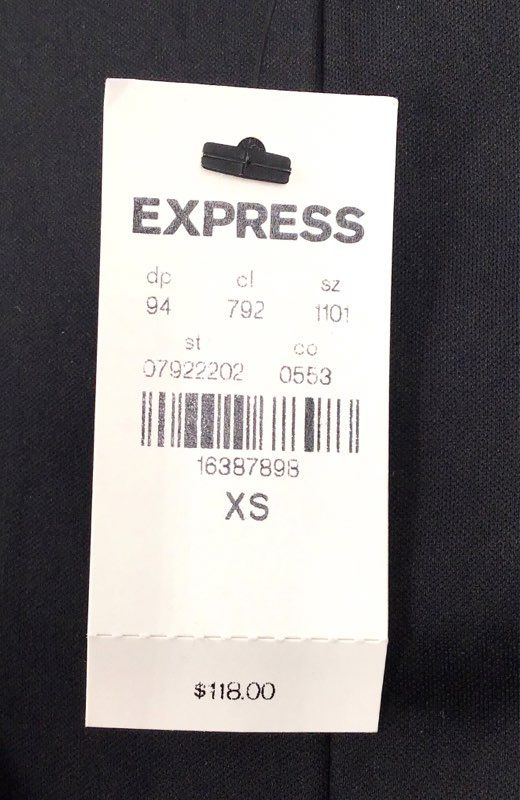 EXPRESS
dp cl sz
94 792 1101
st co
07922202 0553
16387898
XS
$118.00